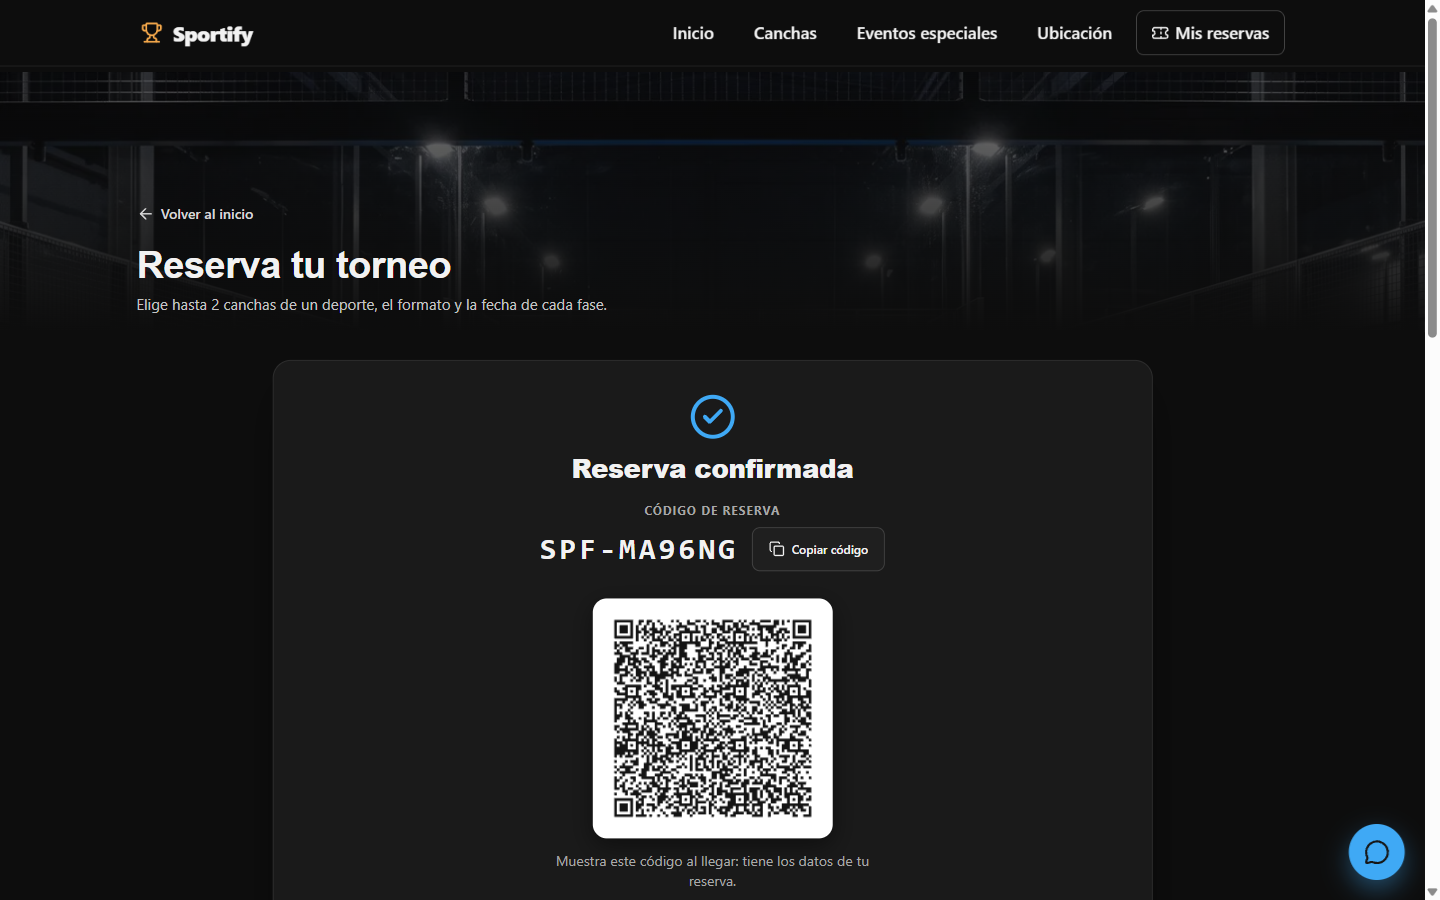 Sportify
Inicio
Canchas
Eventos especiales
Ubicación
Mis reservas
Volver al inicio
Reserva tu torneo
Elige hasta 2 canchas de un deporte, el formato y la fecha de cada fase.
Reserva confirmada
CÓDIGO DE RESERVA
SPF-MA96NG
Copiar código
Muestra este código al llegar: tiene los datos de tu
reserva.